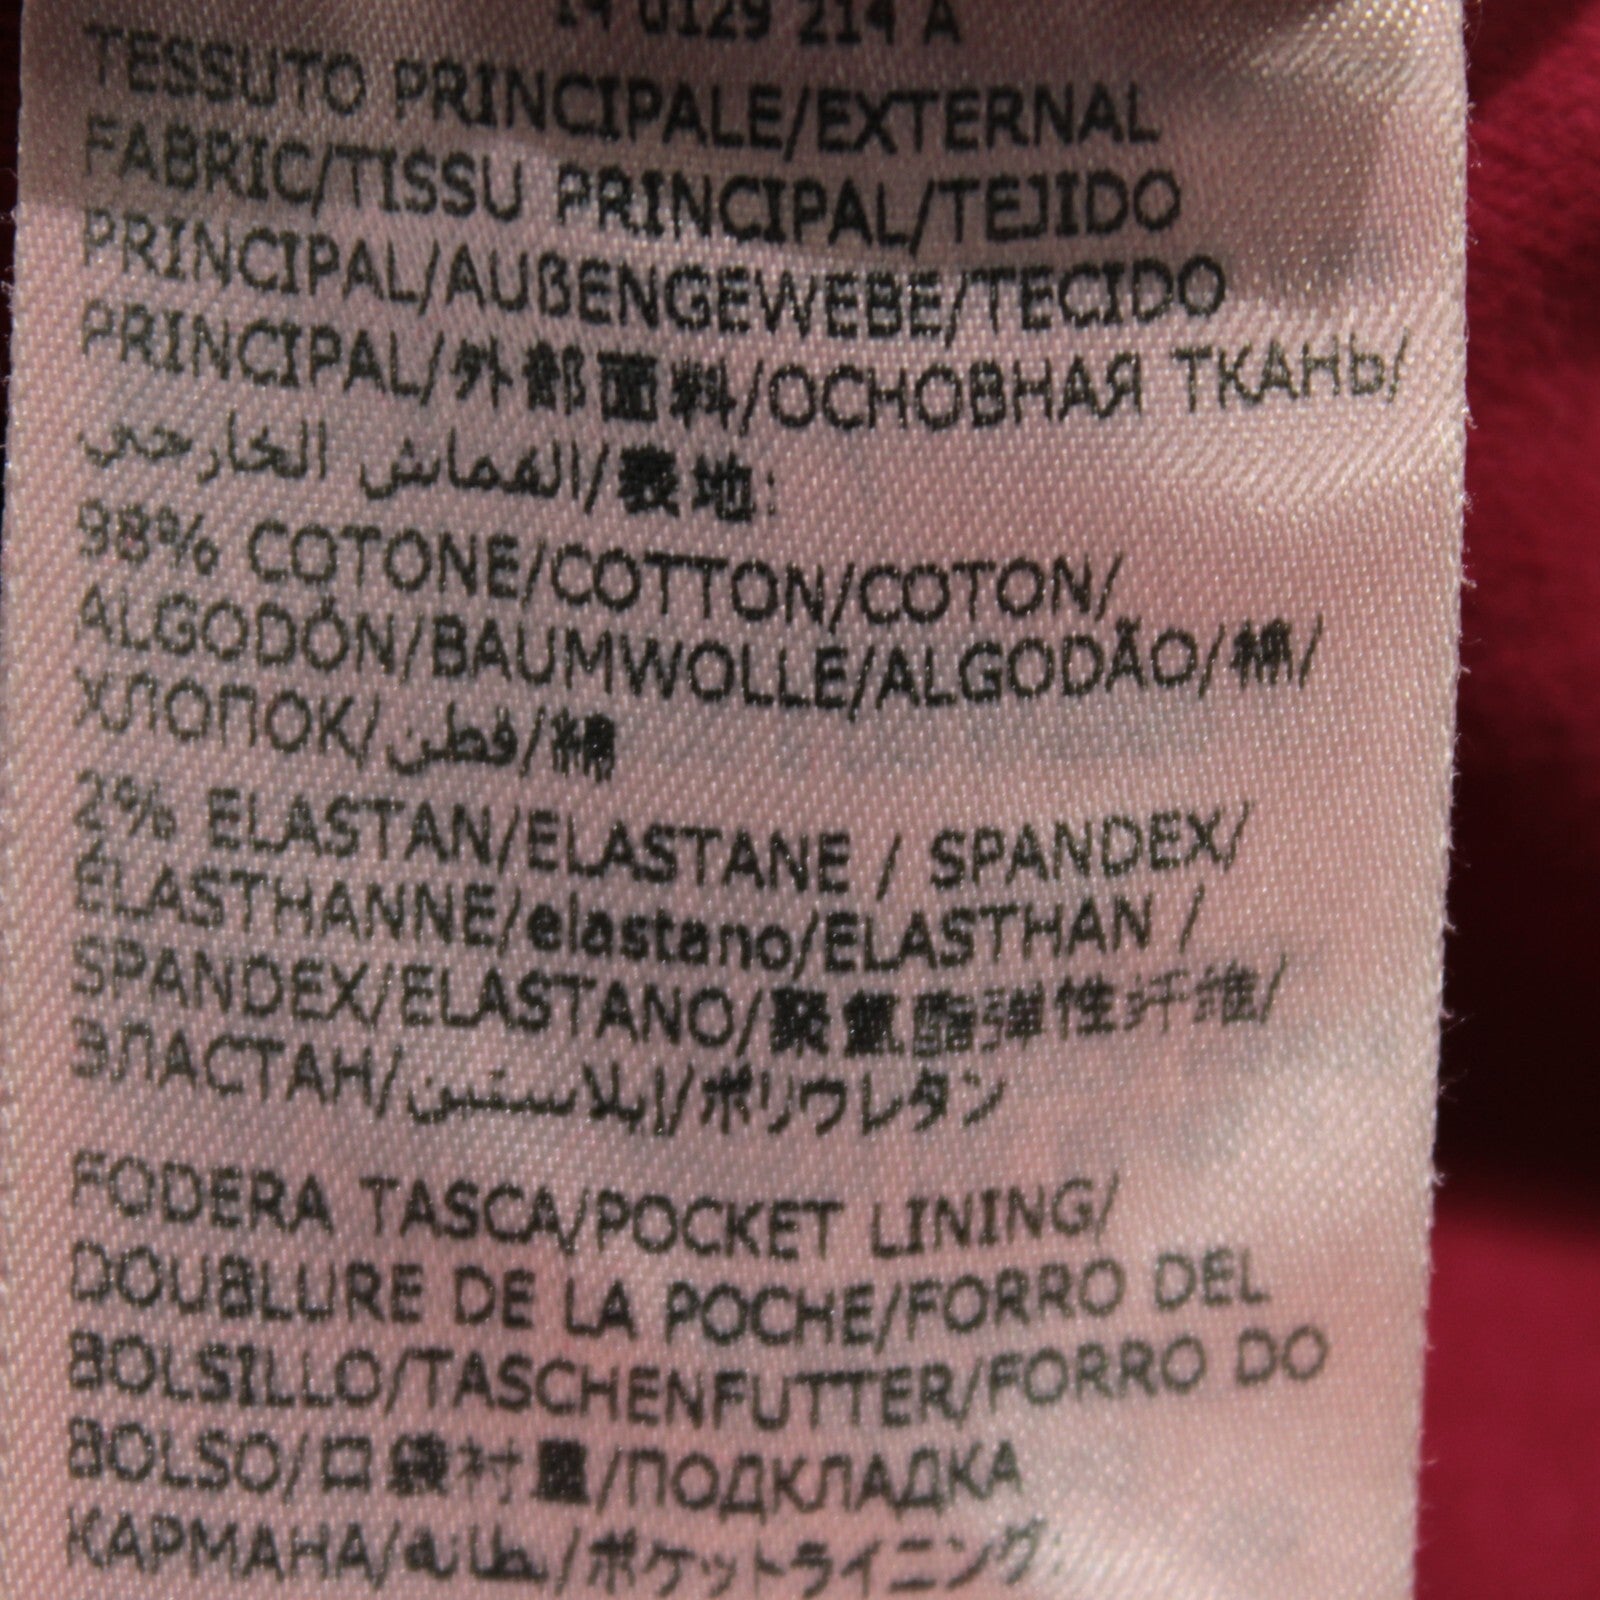 14 0129 214 A
TESSUTO PRINCIPALE/EXTERNAL
FABRIC/TISSU PRINCIPAL/TEJIDO
PRINCIPAL/AUßENGEWEBE/TECIDO
PRINCIPAL/外部面料/ОСНОВНАЯ ТКАНЬ/
القماش الخارجي/表地:
98% COTONE/COTTON/COTON/
ALGODÓN/BAUMWOLLE/ALGODÃO/棉/
ХЛОПОК/قطن/綿
2% ELASTAN/ELASTANE / SPANDEX/
ÉLASTHANNE/elastano/ELASTHAN /
SPANDEX/ELASTANO/聚氨酯弹性纤维/
ЭЛАСТАН/إيلاستين/ポリウレタン
FODERA TASCA/POCKET LINING/
DOUBLURE DE LA POCHE/FORRO DEL
BOLSILLO/TASCHENFUTTER/FORRO DO
BOLSO/口袋衬里/ПОДКЛАДКА
КАРМАНА/بطانة/ポケットライニング: